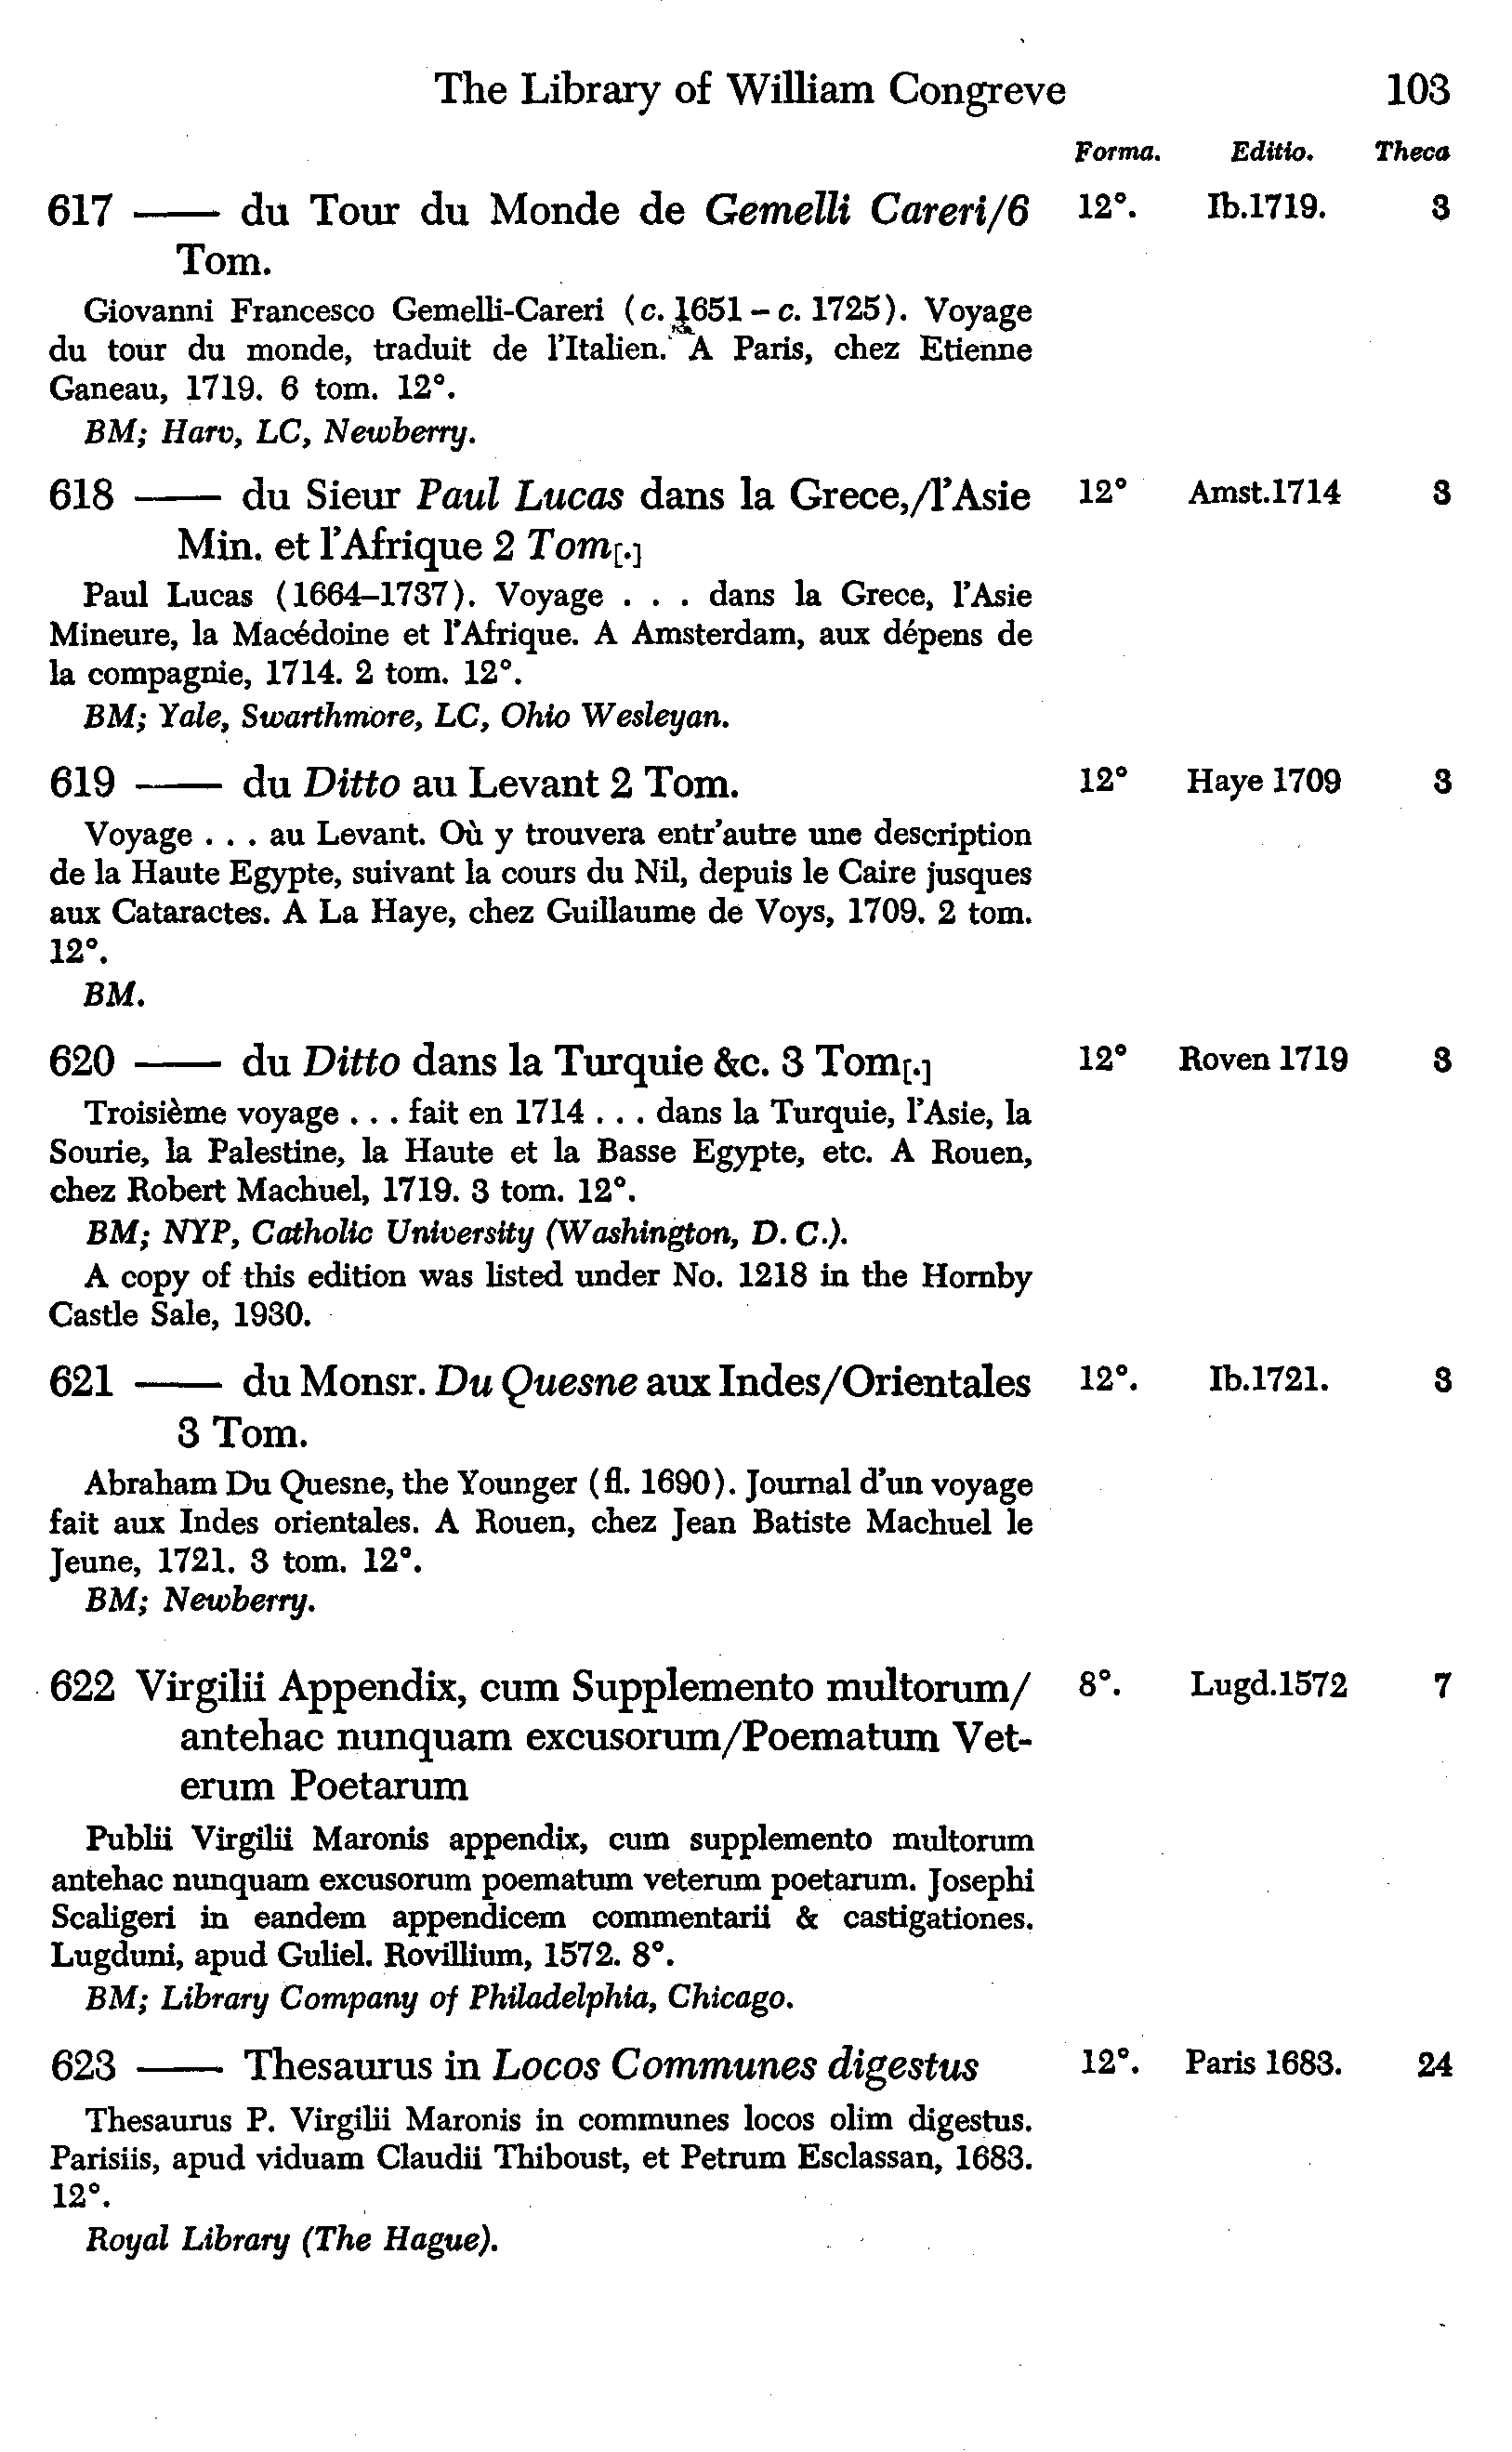 The Library of William Congreve 103
Forma. Editio. Theca
617 —— du Tour du Monde de Gemelli Careri/6 12°. Ib.1719. 3
Tom.
Giovanni Francesco Gemelli-Careri (c. 1651 – c. 1725). Voyage
du tour du monde, traduit de l'Italien. A Paris, chez Etienne
Ganeau, 1719. 6 tom. 12°.
BM; Harv, LC, Newberry.
618 —— du Sieur Paul Lucas dans la Grece,/l'Asie 12° Amst.1714 3
Min. et l'Afrique 2 Tom[.]
Paul Lucas (1664–1737). Voyage . . . dans la Grece, l'Asie
Mineure, la Macédoine et l'Afrique. A Amsterdam, aux dépens de
la compagnie, 1714. 2 tom. 12°.
BM; Yale, Swarthmore, LC, Ohio Wesleyan.
619 —— du Ditto au Levant 2 Tom. 12° Haye 1709 3
Voyage . . . au Levant. Où y trouvera entr'autre une description
de la Haute Egypte, suivant la cours du Nil, depuis le Caire jusques
aux Cataractes. A La Haye, chez Guillaume de Voys, 1709. 2 tom.
12°.
BM.
620 —— du Ditto dans la Turquie &c. 3 Tom[.] 12° Roven 1719 3
Troisième voyage . . . fait en 1714 . . . dans la Turquie, l'Asie, la
Sourie, la Palestine, la Haute et la Basse Egypte, etc. A Rouen,
chez Robert Machuel, 1719. 3 tom. 12°.
BM; NYP, Catholic University (Washington, D. C.).
A copy of this edition was listed under No. 1218 in the Hornby
Castle Sale, 1930.
621 —— du Monsr. Du Quesne aux Indes/Orientales 12°. Ib.1721. 3
3 Tom.
Abraham Du Quesne, the Younger (fl. 1690). Journal d'un voyage
fait aux Indes orientales. A Rouen, chez Jean Batiste Machuel le
Jeune, 1721. 3 tom. 12°.
BM; Newberry.
622 Virgilii Appendix, cum Supplemento multorum/ 8°. Lugd.1572 7
antehac nunquam excusorum/Poematum Vet-
erum Poetarum
Publii Virgilii Maronis appendix, cum supplemento multorum
antehac nunquam excusorum poematum veterum poetarum. Josephi
Scaligeri in eandem appendicem commentarii & castigationes.
Lugduni, apud Guliel. Rovillium, 1572. 8°.
BM; Library Company of Philadelphia, Chicago.
623 —— Thesaurus in Locos Communes digestus 12°. Paris 1683. 24
Thesaurus P. Virgilii Maronis in communes locos olim digestus.
Parisiis, apud viduam Claudii Thiboust, et Petrum Esclassan, 1683.
12°.
Royal Library (The Hague).